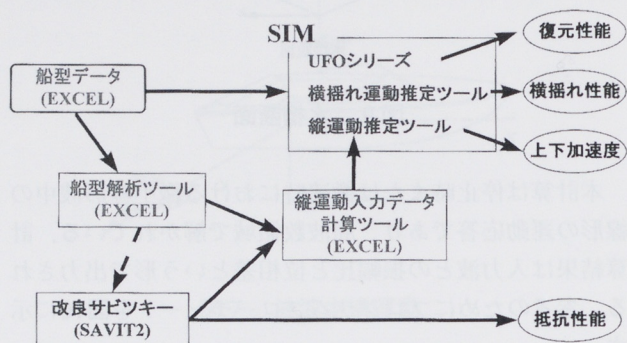 SIM
UFOシリーズ
横揺れ運動推定ツール
縦運動推定ツール
復元性能
横揺れ性能
上下加速度
船型データ
(EXCEL)
船型解析ツール
(EXCEL)
縦運動入力データ
計算ツール
(EXCEL)
改良サビツキー
(SAVIT2)
抵抗性能